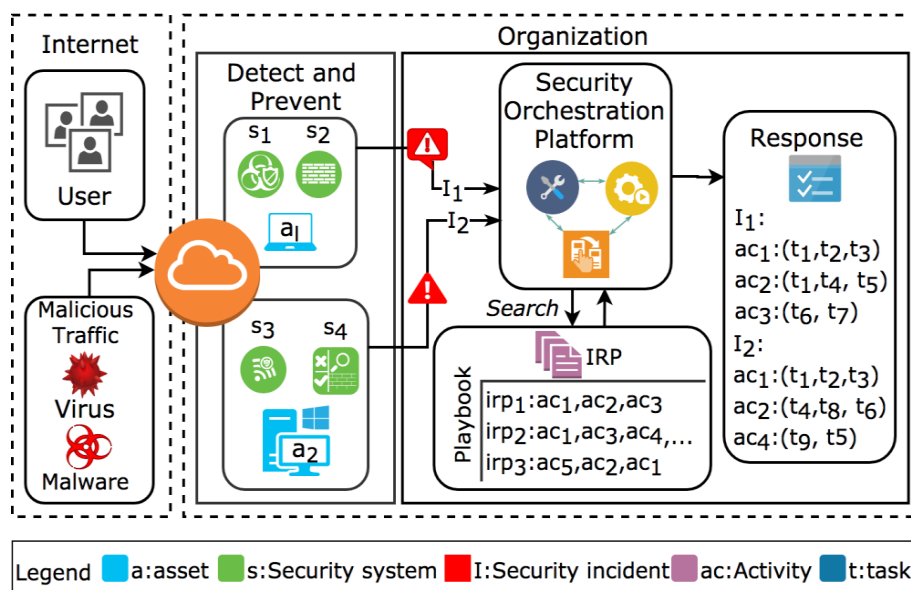 Internet
User
Malicious
Traffic
Virus
Malware
Organization
Detect and
Prevent
s1 s2
al
s3 s4
a2
I1
I2
Security
Orchestration
Platform
Search
Playbook
IRP
irp1:ac1,ac2,ac3
irp2:ac1,ac3,ac4,...
irp3:ac5,ac2,ac1
Response
I1:
ac1:(t1,t2,t3)
ac2:(t1,t4, t5)
ac3:(t6, t7)
I2:
ac1:(t1,t2,t3)
ac2:(t4,t8, t6)
ac4:(t9, t5)
Legend a:asset s:Security system I:Security incident ac:Activity t:task